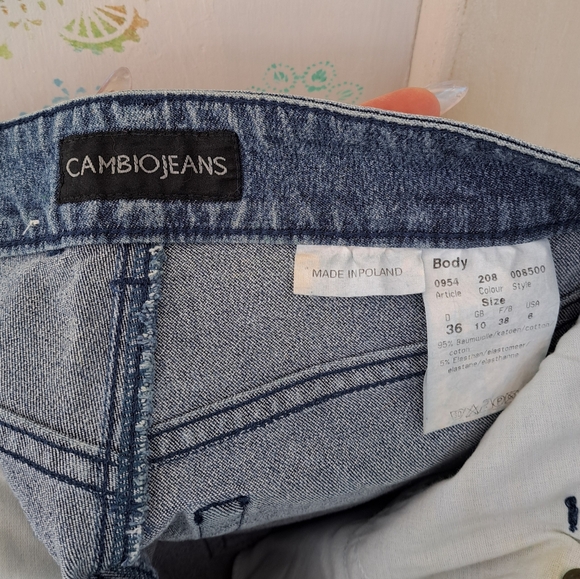 CAMBIOJEANS
MADE IN POLAND
Body
0954 208 008500
Article Colour Style
Size
D GB F/B USA
36 10 38 6
95% Baumwolle/katoen/cotton
coton
5% Elasthan/elastomeer/
elastane/elasthanne